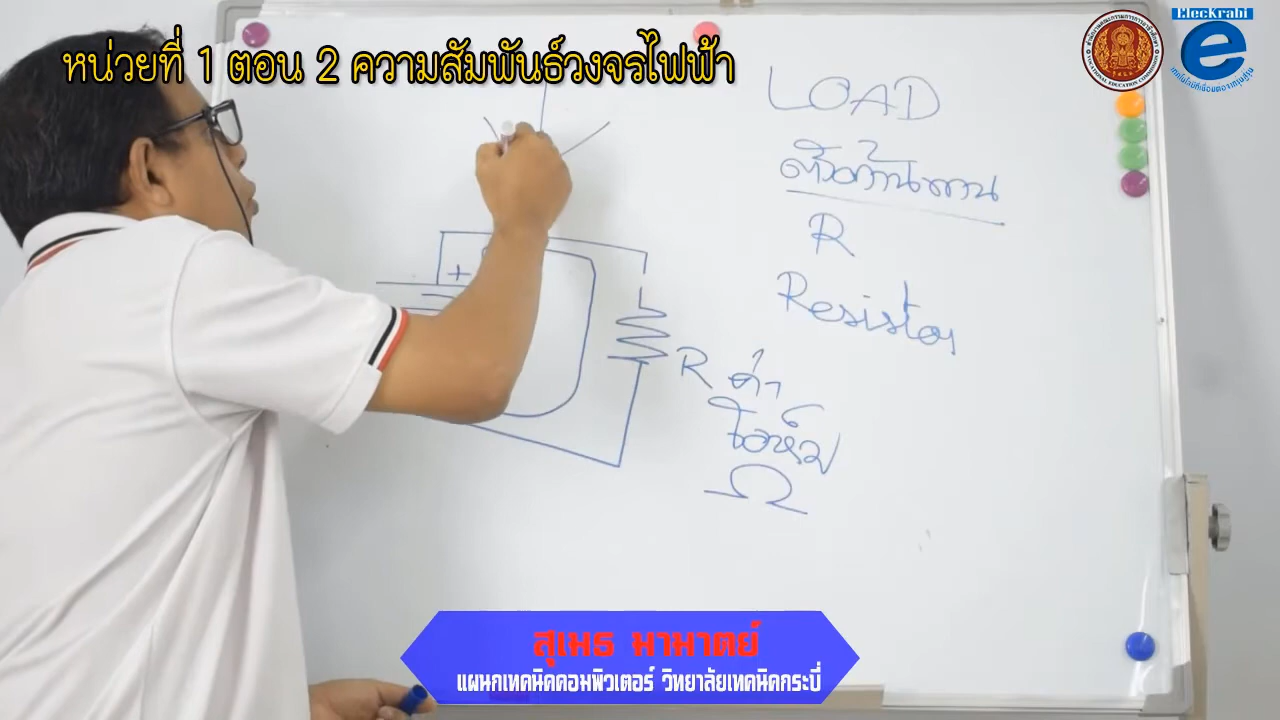 หน่วยที่ 1 ตอน 2 ความสัมพันธ์วงจรไฟฟ้า
ElecKrabi
e
LOAD
ตัวต้านทาน
R
Resistor
+
R ค่า
โอห์ม
Ω
สุเมธ มามาตย์
แผนกเทคนิคคอมพิวเตอร์ วิทยาลัยเทคนิคกระบี่